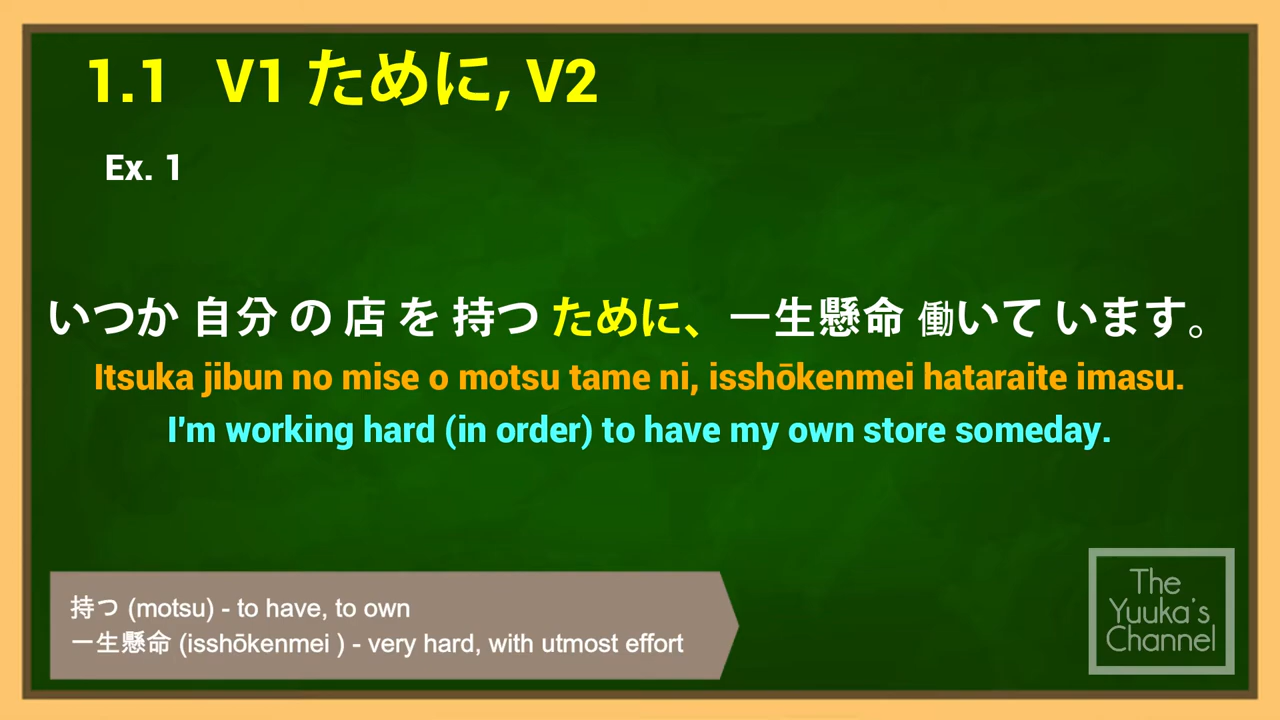 1.1 V1 ために, V2
Ex. 1
いつか 自分 の 店 を 持つ ために、 一生懸命 働いて います。
Itsuka jibun no mise o motsu tame ni, isshōkenmei hataraite imasu.
I'm working hard (in order) to have my own store someday.
持つ (motsu) - to have, to own
一生懸命 (isshōkenmei ) - very hard, with utmost effort
The
Yuuka's
Channel